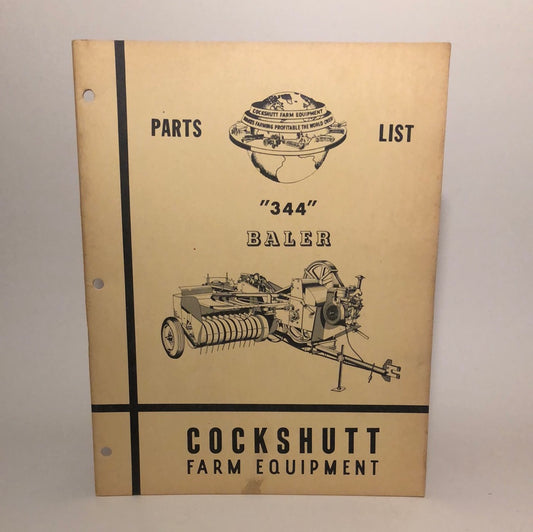 COCKSHUTT FARM EQUIPMENT
MAKES FARMING PROFITABLE THE WORLD OVER
PARTS LIST
"344"
BALER
COCKSHUTT
FARM EQUIPMENT